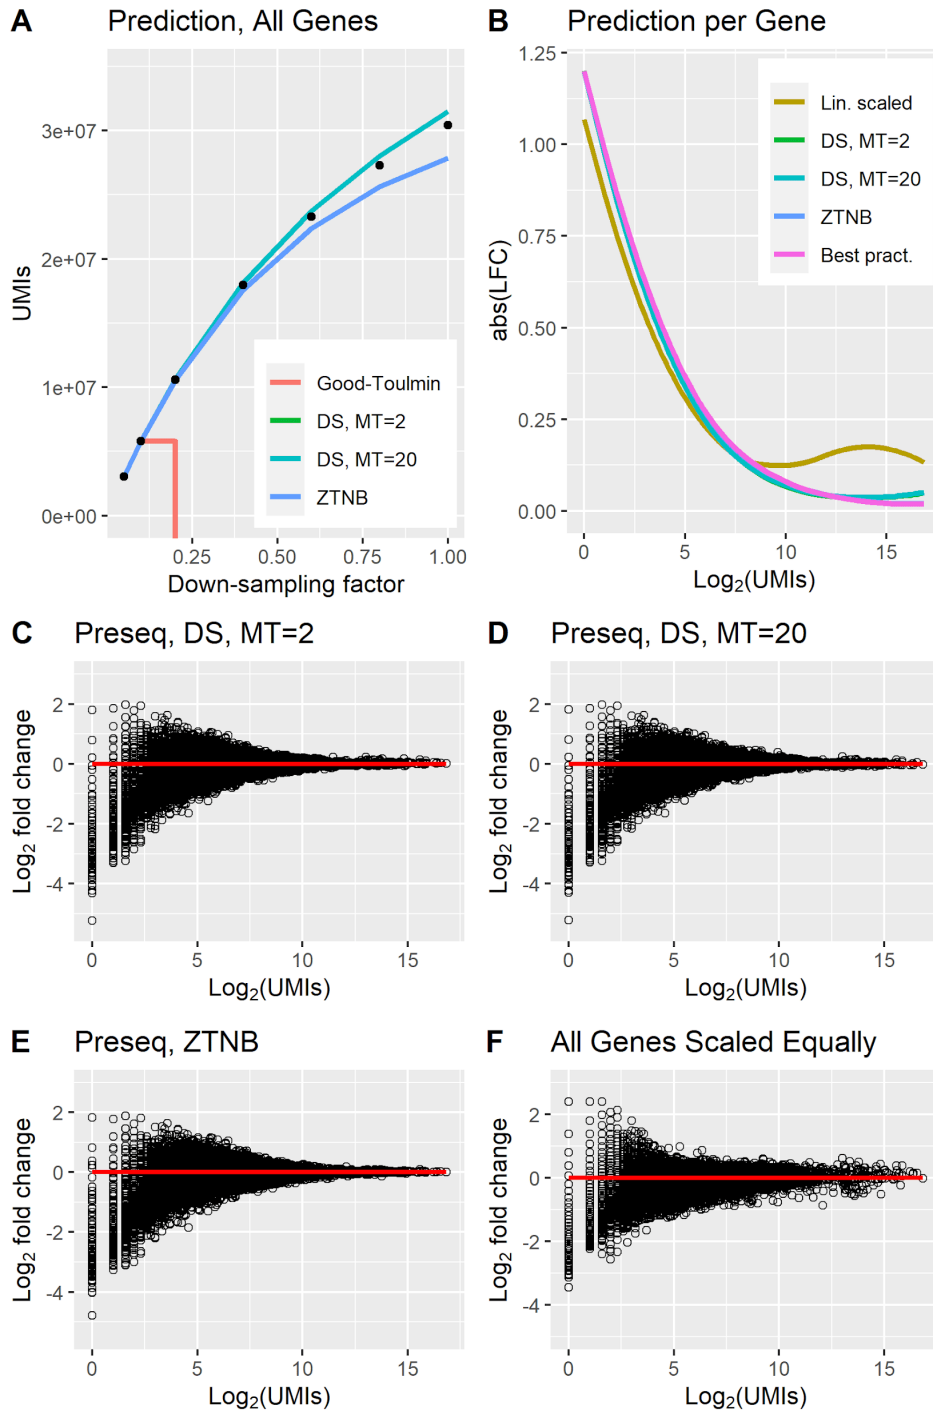 A Prediction, All Genes
UMIs
3e+07
2e+07
1e+07
0e+00
0.25 0.50 0.75 1.00
Down-sampling factor
Good-Toulmin
DS, MT=2
DS, MT=20
ZTNB
B Prediction per Gene
abs(LFC)
1.25
1.00
0.75
0.50
0.25
0.00
0 5 10 15
Log₂(UMIs)
Lin. scaled
DS, MT=2
DS, MT=20
ZTNB
Best pract.
C Preseq, DS, MT=2
Log₂ fold change
2
0
-2
-4
0 5 10 15
Log₂(UMIs)
D Preseq, DS, MT=20
Log₂ fold change
2
0
-2
-4
0 5 10 15
Log₂(UMIs)
E Preseq, ZTNB
Log₂ fold change
2
0
-2
-4
0 5 10 15
Log₂(UMIs)
F All Genes Scaled Equally
Log₂ fold change
2
0
-2
-4
0 5 10 15
Log₂(UMIs)